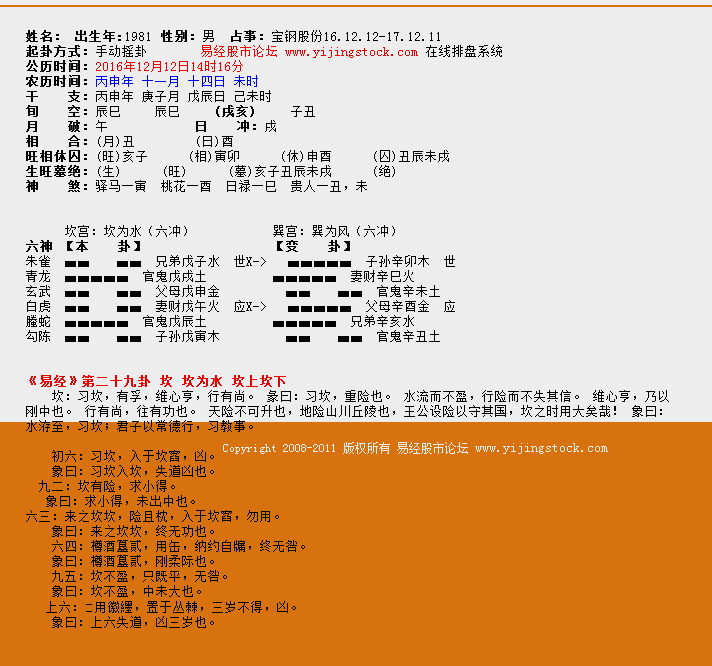 姓名： 出生年:1981 性别: 男 占事：宝钢股份16.12.12-17.12.11
起卦方式：手动摇卦 易经股市论坛 www.yijingstock.com 在线排盘系统
公历时间：2016年12月12日14时16分
农历时间：丙申年 十一月 十四日 未时
干 支：丙申年 庚子月 戊辰日 己未时
旬 空：辰巳 辰巳 (戌亥) 子丑
月 破：午 日 冲：戌
相 合：(月)丑 (日)酉
旺相休囚：(旺)亥子 (相)寅卯 (休)申酉 (囚)丑辰未戌
生旺墓绝：(生) (旺) (墓)亥子丑辰未戌 (绝)
神 煞：驿马—寅 桃花—酉 日禄—巳 贵人—丑，未
坎宫：坎为水（六冲） 巽宫：巽为风（六冲）
六神 【本 卦】 【变 卦】
朱雀 兄弟戊子水 世X-> 子孙辛卯木 世
青龙 官鬼戊戌土 妻财辛巳火
玄武 父母戊申金 官鬼辛未土
白虎 妻财戊午火 应X-> 父母辛酉金 应
螣蛇 官鬼戊辰土 兄弟辛亥水
勾陈 子孙戊寅木 官鬼辛丑土
《易经》第二十九卦 坎 坎为水 坎上坎下
坎：习坎，有孚，维心亨，行有尚。 彖曰：习坎，重险也。 水流而不盈，行险而不失其信。 维心亨，乃以
刚中也。 行有尚，往有功也。 天险不可升也，地险山川丘陵也，王公设险以守其国，坎之时用大矣哉！ 象曰：
水洊至，习坎；君子以常德行，习教事。
Copyright 2008-2011 版权所有 易经股市论坛 www.yijingstock.com
初六：习坎，入于坎窞，凶。
象曰：习坎入坎，失道凶也。
九二：坎有险，求小得。
象曰：求小得，未出中也。
六三：来之坎坎，险且枕，入于坎窞，勿用。
象曰：来之坎坎，终无功也。
六四：樽酒簋贰，用缶，纳约自牖，终无咎。
象曰：樽酒簋贰，刚柔际也。
九五：坎不盈，只既平，无咎。
象曰：坎不盈，中未大也。
上六：□用徽纆，置于丛棘，三岁不得，凶。
象曰：上六失道，凶三岁也。